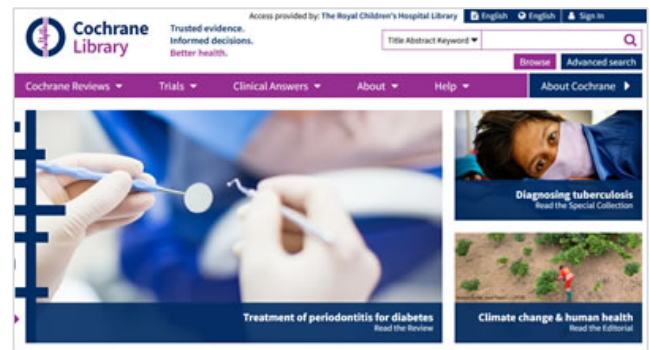 Access provided by: The Royal Children's Hospital Library
English
English
Sign In
Cochrane
Library
Trusted evidence.
Informed decisions.
Better health.
Title Abstract Keyword
Browse
Advanced search
Cochrane Reviews
Trials
Clinical Answers
About
Help
About Cochrane
Treatment of periodontitis for diabetes
Read the Review
Diagnosing tuberculosis
Read the Special Collection
Climate change & human health
Read the Editorial